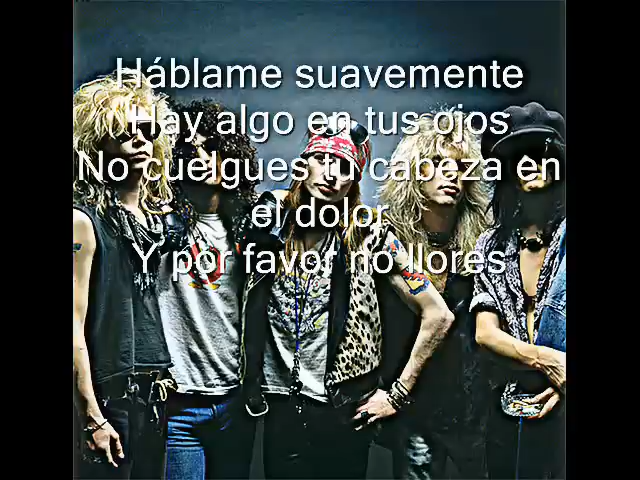 Háblame suavemente
Hay algo en tus ojos
No cuelgues tu cabeza en
el dolor
Y por favor no llores